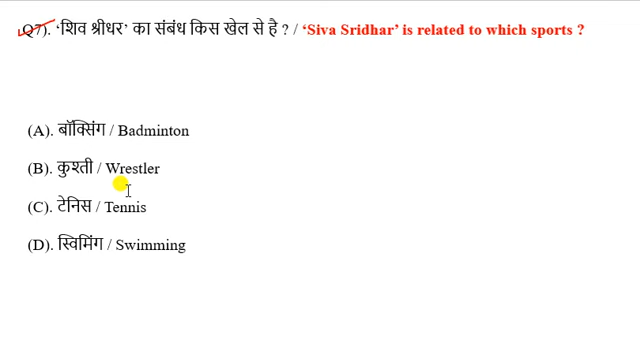 Q7). ‘शिव श्रीधर’ का संबंध किस खेल से है ? / ‘Siva Sridhar’ is related to which sports ?
(A). बॉक्सिंग / Badminton
(B). कुश्ती / Wrestler
(C). टेनिस / Tennis
(D). स्विमिंग / Swimming